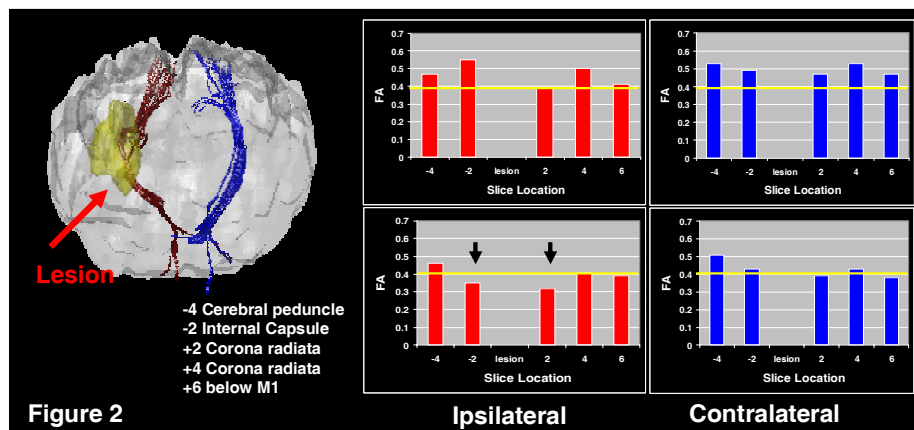 Lesion
-4 Cerebral peduncle
-2 Internal Capsule
+2 Corona radiata
+4 Corona radiata
+6 below M1
Figure 2
0.7
0.6
0.5
0.4
0.3
0.2
0.1
0
FA
-4 -2 lesion 2 4 6
Slice Location
0.7
0.6
0.5
0.4
0.3
0.2
0.1
0
FA
-4 -2 lesion 2 4 6
Slice Location
0.7
0.6
0.5
0.4
0.3
0.2
0.1
0
FA
-4 -2 lesion 2 4 6
Slice Location
0.7
0.6
0.5
0.4
0.3
0.2
0.1
0
FA
-4 -2 lesion 2 4 6
Slice Location
Ipsilateral
Contralateral